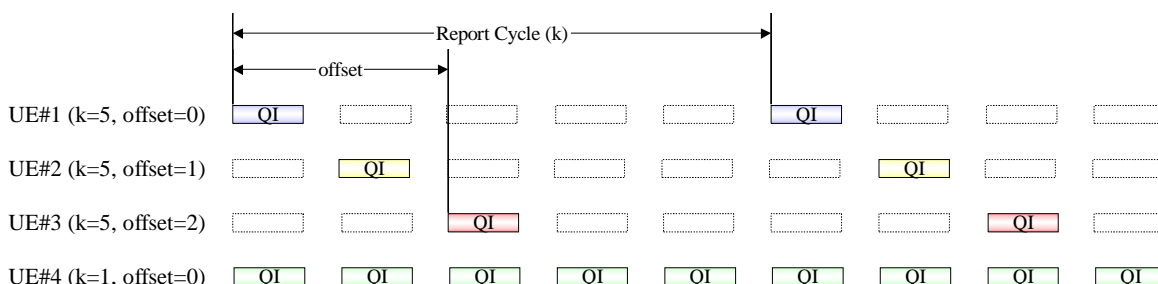 Report Cycle (k)
offset
UE#1 (k=5, offset=0) QI QI
UE#2 (k=5, offset=1) QI QI
UE#3 (k=5, offset=2) QI QI
UE#4 (k=1, offset=0) QI QI QI QI QI QI QI QI QI